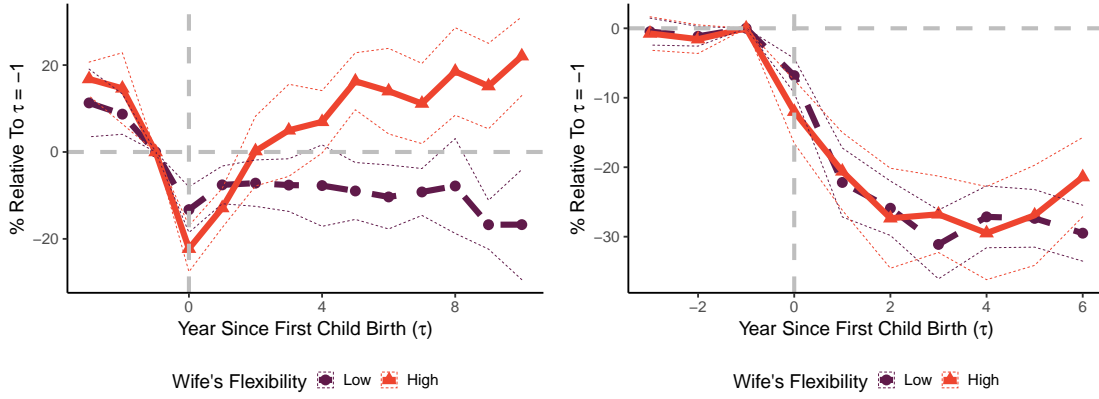 % Relative To τ = −1
20
0
−20
0
4
8
Year Since First Child Birth (τ)
Wife's Flexibility Low High
% Relative To τ = −1
0
−10
−20
−30
−2
0
2
4
6
Year Since First Child Birth (τ)
Wife's Flexibility Low High